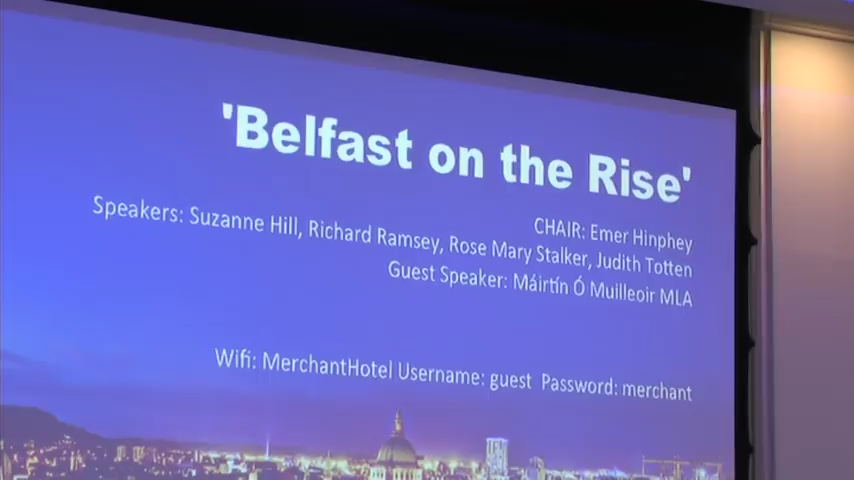 'Belfast on the Rise'
CHAIR: Emer Hinphey
Speakers: Suzanne Hill, Richard Ramsey, Rose Mary Stalker, Judith Totten
Guest Speaker: Máirtín Ó Muilleoir MLA
Wifi: MerchantHotel Username: guest Password: merchant